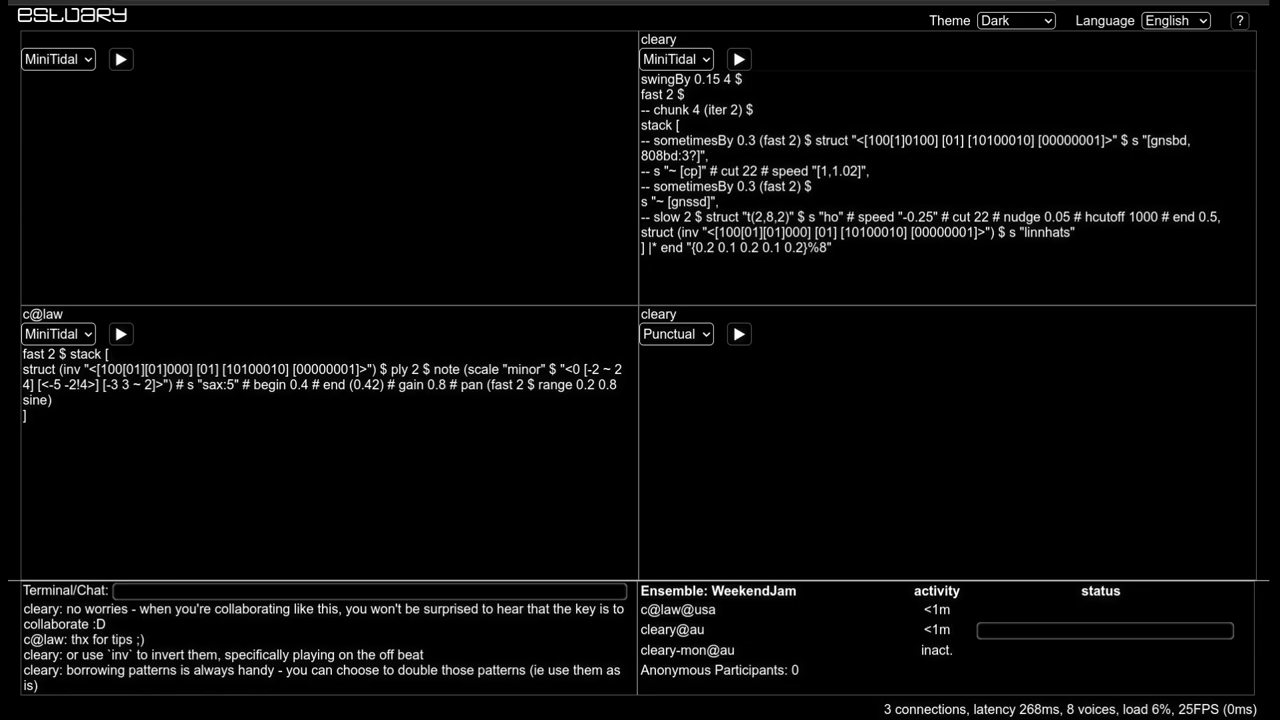 estuary
Theme Dark Language English ?
MiniTidal
cleary
MiniTidal
swingBy 0.15 4 $
fast 2 $
-- chunk 4 (iter 2) $
stack [
-- sometimesBy 0.3 (fast 2) $ struct "<[100[1]0100] [01] [10100010] [00000001]>" $ s "[gnsbd,
808bd:3?]",
-- s "~ [cp]" # cut 22 # speed "[1,1.02]",
-- sometimesBy 0.3 (fast 2) $
s "~ [gnssd]",
-- slow 2 $ struct "t(2,8,2)" $ s "ho" # speed "-0.25" # cut 22 # nudge 0.05 # hcutoff 1000 # end 0.5,
struct (inv "<[100[01][01]000] [01] [10100010] [00000001]>") $ s "linnhats"
] |* end "{0.2 0.1 0.2 0.1 0.2}%8"
c@law
MiniTidal
fast 2 $ stack [
struct (inv "<[100[01][01]000] [01] [10100010] [00000001]>") $ ply 2 $ note (scale "minor" $ "<0 [-2 ~ 2
4] [<-5 -2!4>] [-3 3 ~ 2]>") # s "sax:5" # begin 0.4 # end (0.42) # gain 0.8 # pan (fast 2 $ range 0.2 0.8
sine)
]
cleary
Punctual
Terminal/Chat:
cleary: no worries - when you're collaborating like this, you won't be surprised to hear that the key is to
collaborate :D
c@law: thx for tips ;)
cleary: or use `inv` to invert them, specifically playing on the off beat
cleary: borrowing patterns is always handy - you can choose to double those patterns (ie use them as
is)
Ensemble: WeekendJam activity status
c@law@usa <1m
cleary@au <1m
cleary-mon@au inact.
Anonymous Participants: 0
3 connections, latency 268ms, 8 voices, load 6%, 25FPS (0ms)